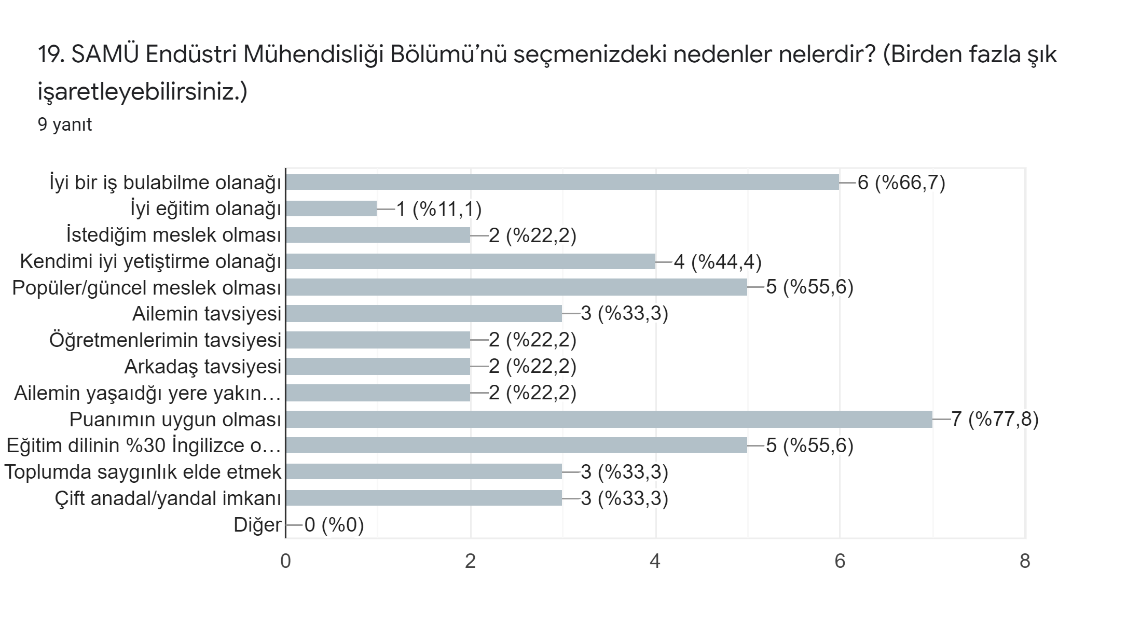 19. SAMÜ Endüstri Mühendisliği Bölümü'nü seçmenizdeki nedenler nelerdir? (Birden fazla şık
işaretleyebilirsiniz.)
9 yanıt
İyi bir iş bulabilme olanağı 6 (%66,7)
İyi eğitim olanağı 1 (%11,1)
İstediğim meslek olması 2 (%22,2)
Kendimi iyi yetiştirme olanağı 4 (%44,4)
Popüler/güncel meslek olması 5 (%55,6)
Ailemin tavsiyesi 3 (%33,3)
Öğretmenlerimin tavsiyesi 2 (%22,2)
Arkadaş tavsiyesi 2 (%22,2)
Ailemin yaşaıdğı yere yakın… 2 (%22,2)
Puanımın uygun olması 7 (%77,8)
Eğitim dilinin %30 İngilizce o… 5 (%55,6)
Toplumda saygınlık elde etmek 3 (%33,3)
Çift anadal/yandal imkanı 3 (%33,3)
Diğer 0 (%0)
0 2 4 6 8